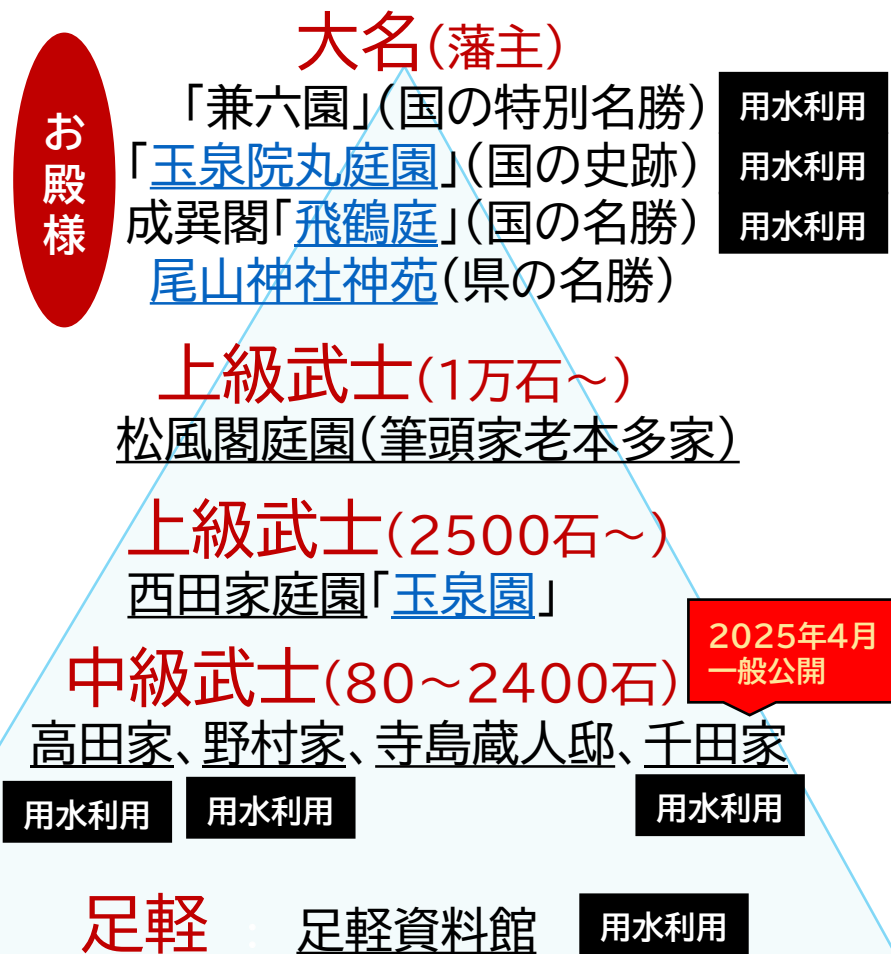 大名(藩主)
お殿様
「兼六園」(国の特別名勝) 用水利用
「玉泉院丸庭園」(国の史跡) 用水利用
成巽閣「飛鶴庭」(国の名勝) 用水利用
尾山神社神苑(県の名勝)
上級武士(1万石~)
松風閣庭園(筆頭家老本多家)
上級武士(2500石~)
西田家庭園「玉泉園」
2025年4月
一般公開
中級武士(80~2400石)
高田家、野村家、寺島蔵人邸、千田家
用水利用 用水利用 用水利用
足軽 : 足軽資料館 用水利用